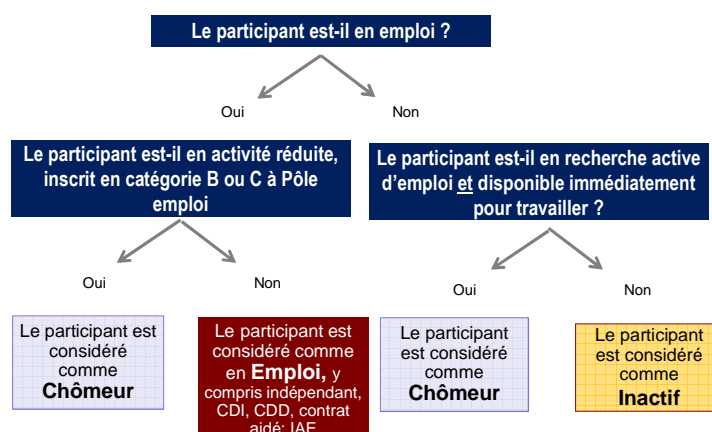 Le participant est-il en emploi ?
Oui
Non
Le participant est-il en activité réduite,
inscrit en catégorie B ou C à Pôle
emploi
Le participant est-il en recherche active
d'emploi et disponible immédiatement
pour travailler ?
Oui
Non
Oui
Non
Le participant est
considéré
comme
Chômeur
Le participant est
considéré comme
en Emploi, y
compris indépendant,
CDI, CDD, contrat
aidé; IAE
Le participant
est considéré
comme
Chômeur
Le participant
est considéré
comme
Inactif